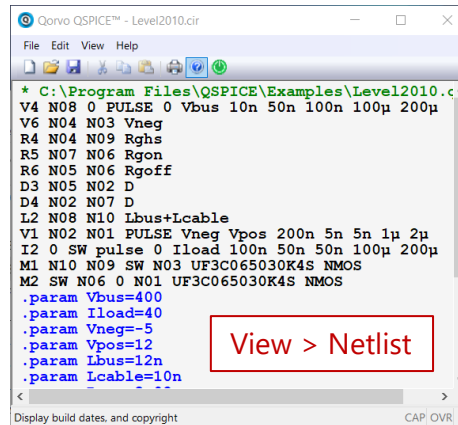 Qorvo QSPICE™ - Level2010.cir
File Edit View Help
* C:\Program Files\QSPICE\Examples\Level2010.c
V4 N08 0 PULSE 0 Vbus 10n 50n 100n 100µ 200µ
V6 N04 N03 Vneg
R4 N04 N09 Rghs
R5 N07 N06 Rgon
R6 N05 N06 Rgoff
D3 N05 N02 D
D4 N02 N07 D
L2 N08 N10 Lbus+Lcable
V1 N02 N01 PULSE Vneg Vpos 200n 5n 5n 1µ 2µ
I2 0 SW pulse 0 Iload 100n 50n 50n 100µ 200µ
M1 N10 N09 SW N03 UF3C065030K4S NMOS
M2 SW N06 0 N01 UF3C065030K4S NMOS
.param Vbus=400
.param Iload=40
.param Vneg=-5
.param Vpos=12
.param Lbus=12n
.param Lcable=10n
View > Netlist
Display build dates, and copyright
CAP OVR